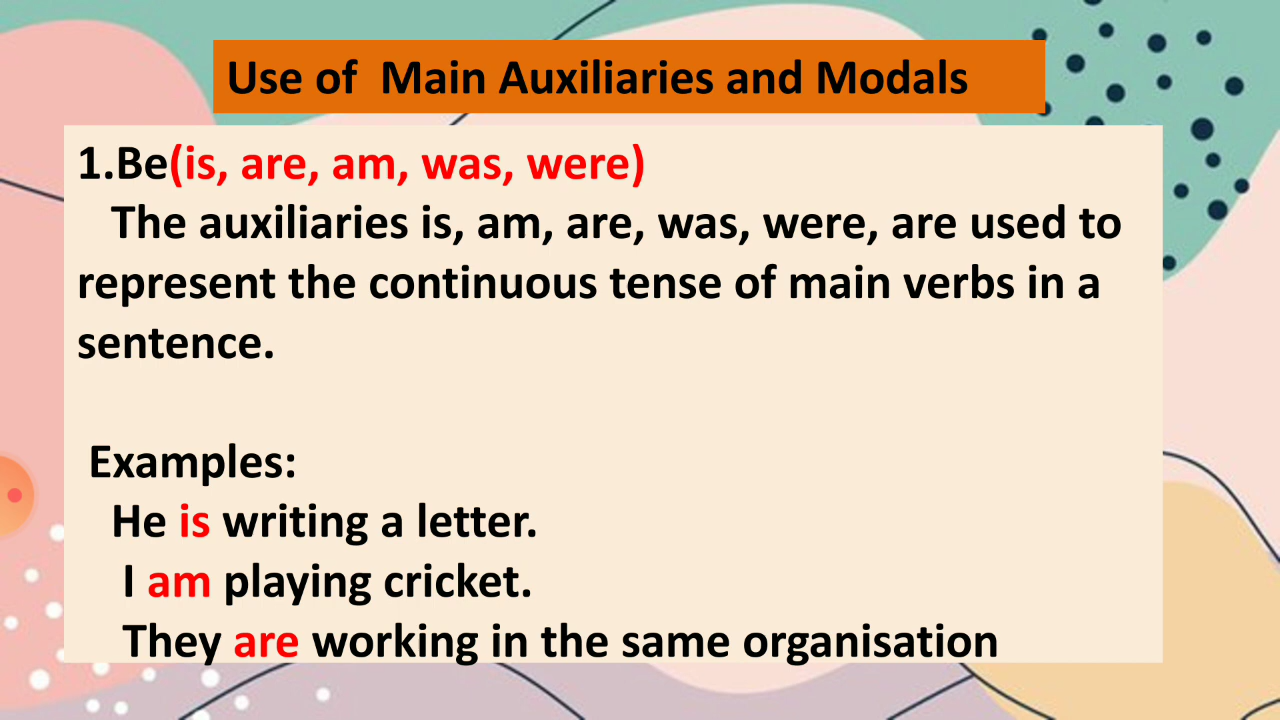 Use of  Main Auxiliaries and Modals
1.Be(is, are, am, was, were)
The auxiliaries is, am, are, was, were, are used to
represent the continuous tense of main verbs in a
sentence.
Examples:
He is writing a letter.
I am playing cricket.
They are working in the same organisation